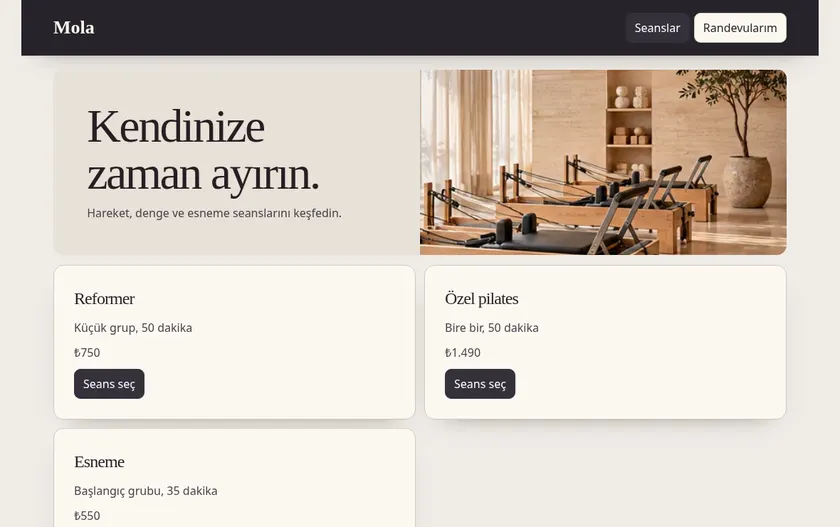 Mola
Seanslar
Randevularım
Kendinize
zaman ayırın.
Hareket, denge ve esneme seanslarını keşfedin.
Reformer
Küçük grup, 50 dakika
₺750
Seans seç
Özel pilates
Bire bir, 50 dakika
₺1.490
Seans seç
Esneme
Başlangıç grubu, 35 dakika
₺550